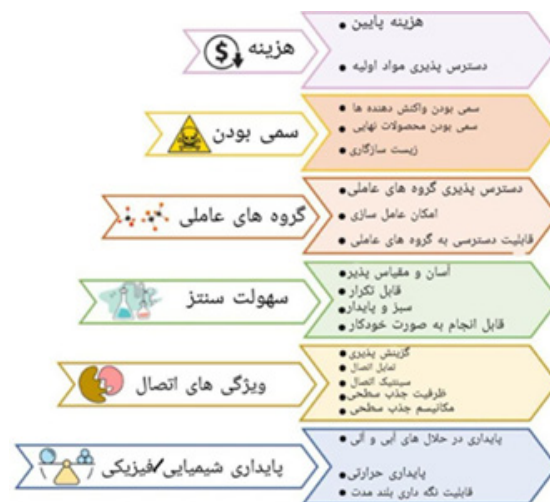 هزینه
هزینه پایین
دسترس پذیری مواد اولیه
سمی بودن
سمی بودن واکنش دهنده ها
سمی بودن محصولات نهایی
زیست سازگاری
گروه های عاملی
دسترس پذیری گروه های عاملی
امکان عامل سازی
قابلیت دسترسی به گروه های عاملی
سهولت سنتز
آسان و مقیاس پذیر
قابل تکرار
سبز و پایدار
قابل انجام به صورت خودکار
ویژگی های اتصال
گزینش پذیری
تمایل اتصال
سینتیک اتصال
ظرفیت جذب سطحی
مکانیسم جذب سطحی
پایداری شیمیایی/فیزیکی
پایداری در حلال های آبی و آلی
پایداری حرارتی
قابلیت نگه داری بلند مدت